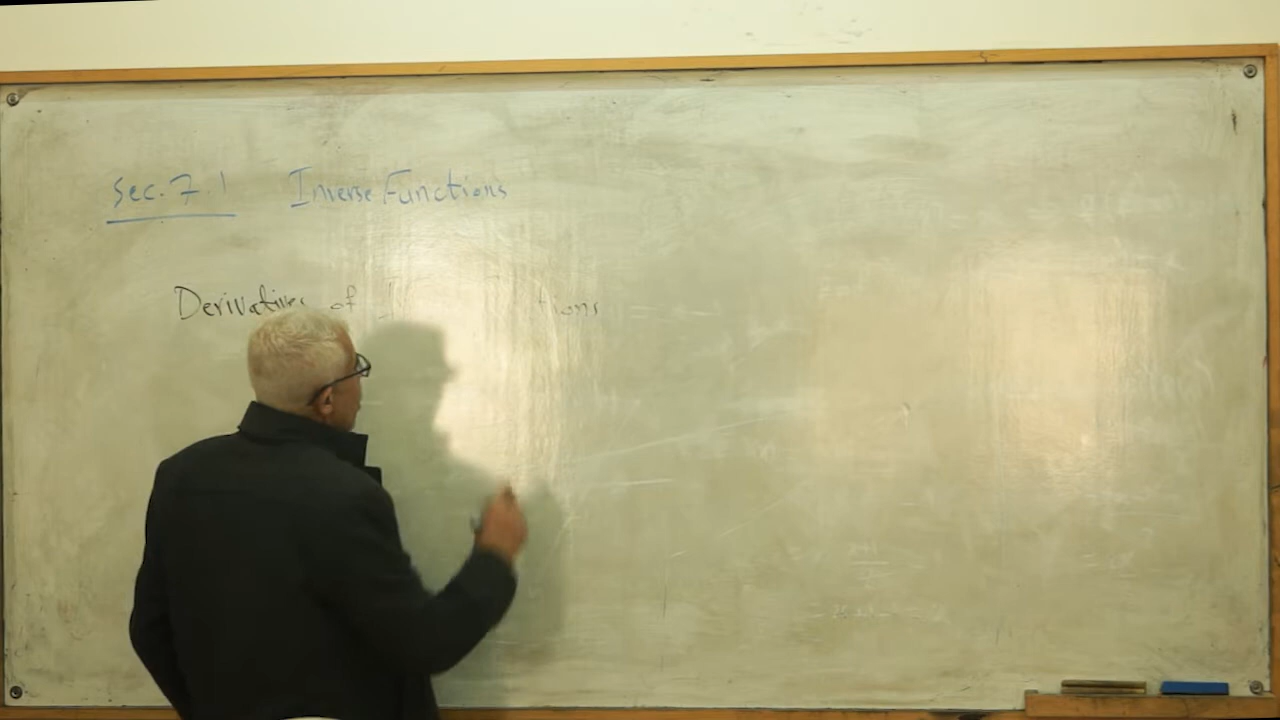 Sec. 7.1 Inverse Functions
Derivatives of